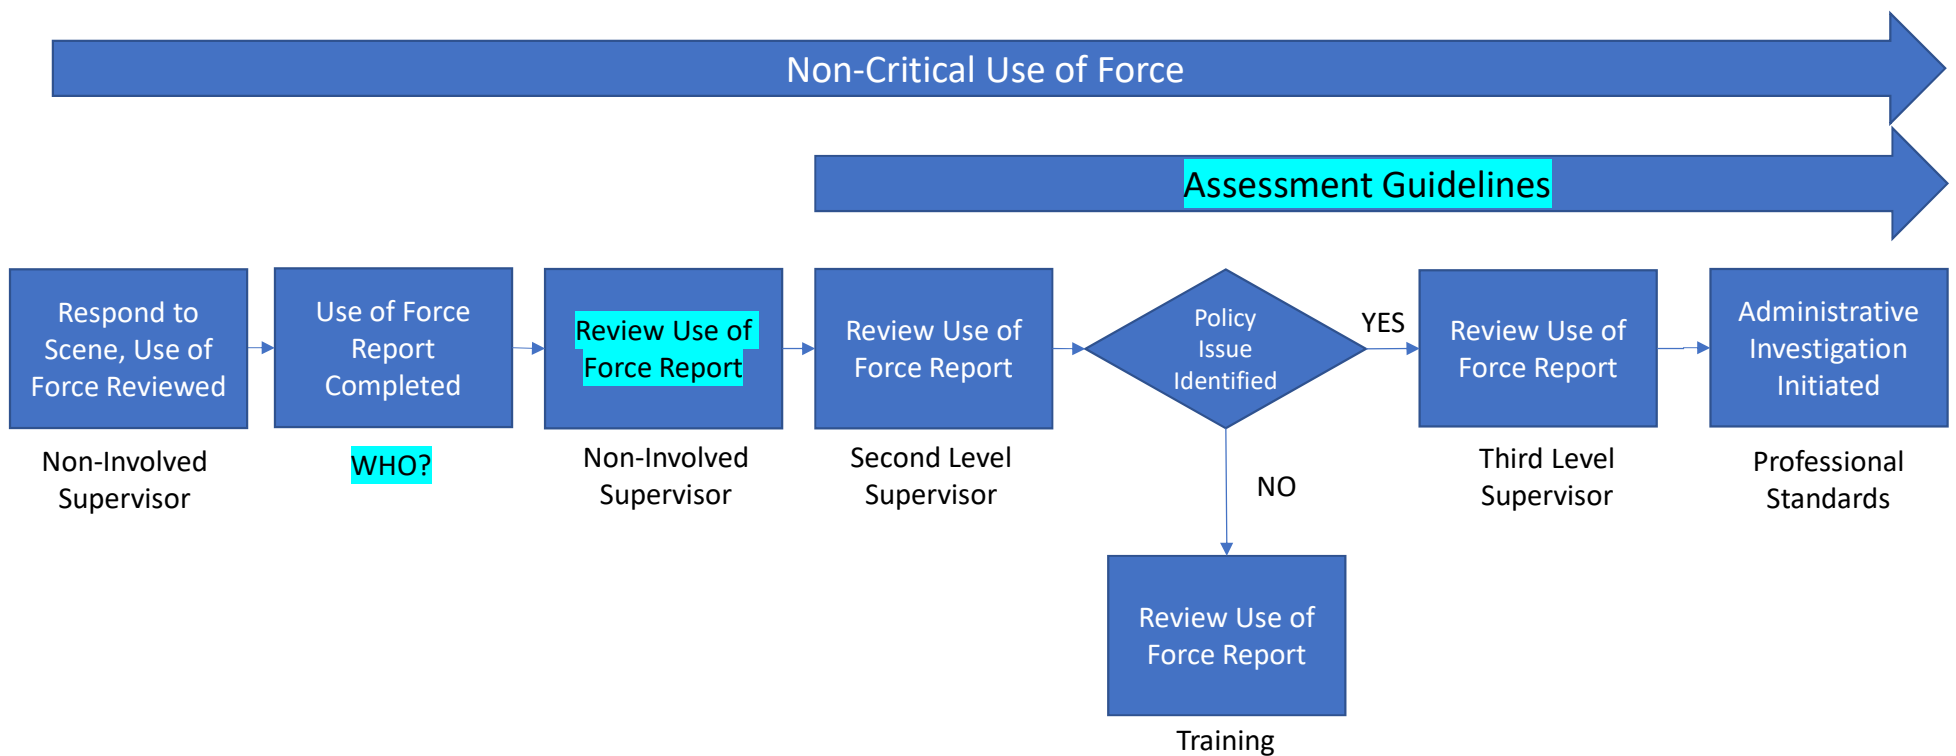 Non-Critical Use of Force
Assessment Guidelines
Respond to
Scene, Use of
Force Reviewed
Non-Involved
Supervisor
Use of Force
Report
Completed
WHO?
Review Use of
Force Report
Non-Involved
Supervisor
Review Use of
Force Report
Second Level
Supervisor
Policy
Issue
Identified
YES
NO
Review Use of
Force Report
Third Level
Supervisor
Administrative
Investigation
Initiated
Professional
Standards
Review Use of
Force Report
Training